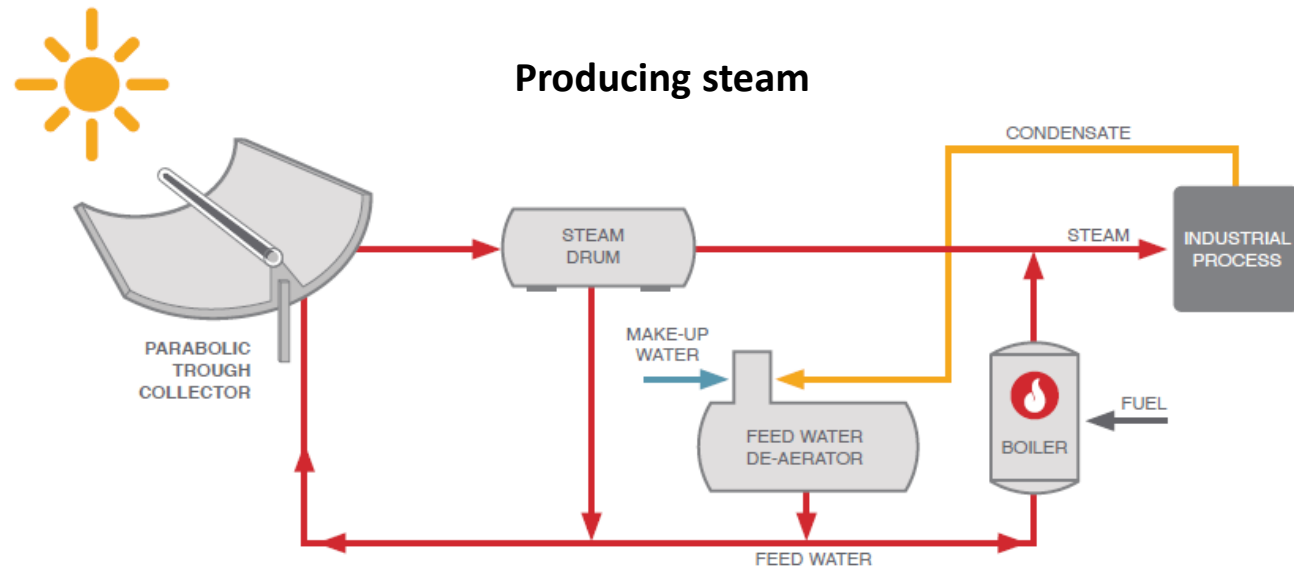 Producing steam
CONDENSATE
STEAM
DRUM
STEAM
INDUSTRIAL
PROCESS
MAKE-UP
WATER
PARABOLIC
TROUGH
COLLECTOR
FUEL
FEED WATER
DE-AERATOR
BOILER
FEED WATER